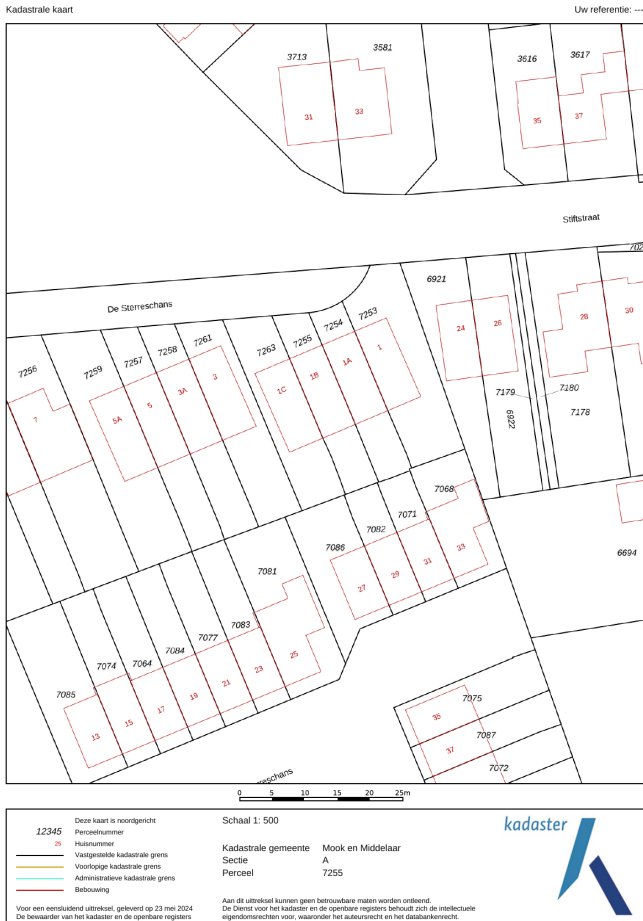 Kadastrale kaart
Uw referentie: ---
3713
3581
3616
3617
31
33
35
37
Stiftstraat
De Sterreschans
6921
24
26
28
30
7256
7259
7257
7258
7261
7263
7255
7254
7253
7
5A
5
3A
3
1C
1B
1A
1
7179
7180
6922
7178
7068
7071
7082
7086
7081
27
29
31
33
6694
7083
7077
7084
7064
7074
7085
13
15
17
19
21
23
25
7075
7087
7072
35
37
0 5 10 15 20 25m
Deze kaart is noordgericht
12345 Perceelnummer
25 Huisnummer
Vastgestelde kadastrale grens
Voorlopige kadastrale grens
Administratieve kadastrale grens
Bebouwing
Voor een eensluidend uittreksel, geleverd op 23 mei 2024
De bewaarder van het kadaster en de openbare registers
Schaal 1: 500
Kadastrale gemeente Mook en Middelaar
Sectie A
Perceel 7255
Aan dit uittreksel kunnen geen betrouwbare maten worden ontleend.
De Dienst voor het kadaster en de openbare registers behoudt zich de intellectuele
eigendomsrechten voor, waaronder het auteursrecht en het databankenrecht.
kadaster